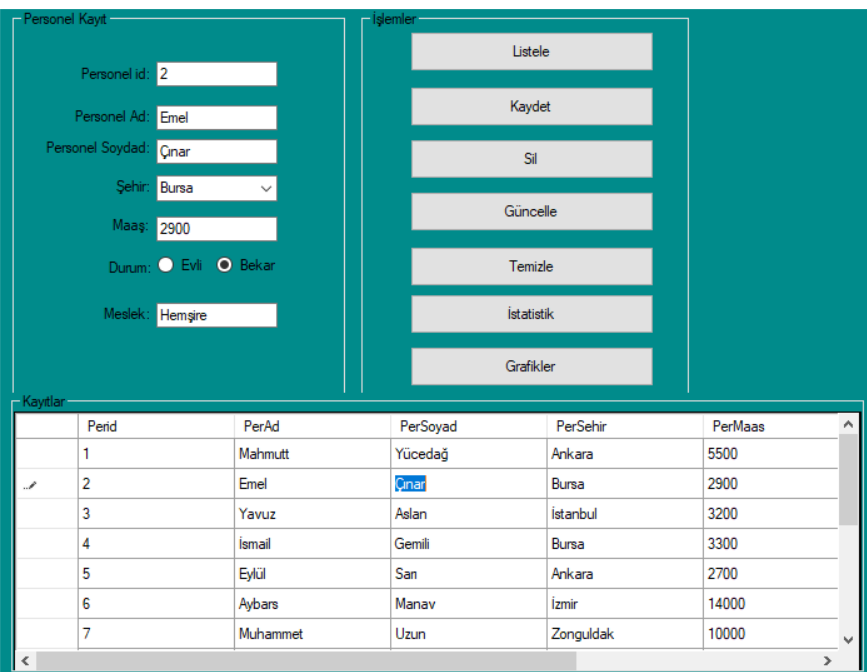 Personel Kayıt
Personel id: 2
Personel Ad: Emel
Personel Soydad: Çınar
Şehir: Bursa
Maaş: 2900
Durum: Evli Bekar
Meslek: Hemşire
İşlemler
Listele
Kaydet
Sil
Güncelle
Temizle
İstatistik
Grafikler
Kayıtlar
Perid PerAd PerSoyad PerSehir PerMaas
1 Mahmutt Yücedağ Ankara 5500
2 Emel Çınar Bursa 2900
3 Yavuz Aslan İstanbul 3200
4 İsmail Gemili Bursa 3300
5 Eylül Sarı Ankara 2700
6 Aybars Manav İzmir 14000
7 Muhammet Uzun Zonguldak 10000